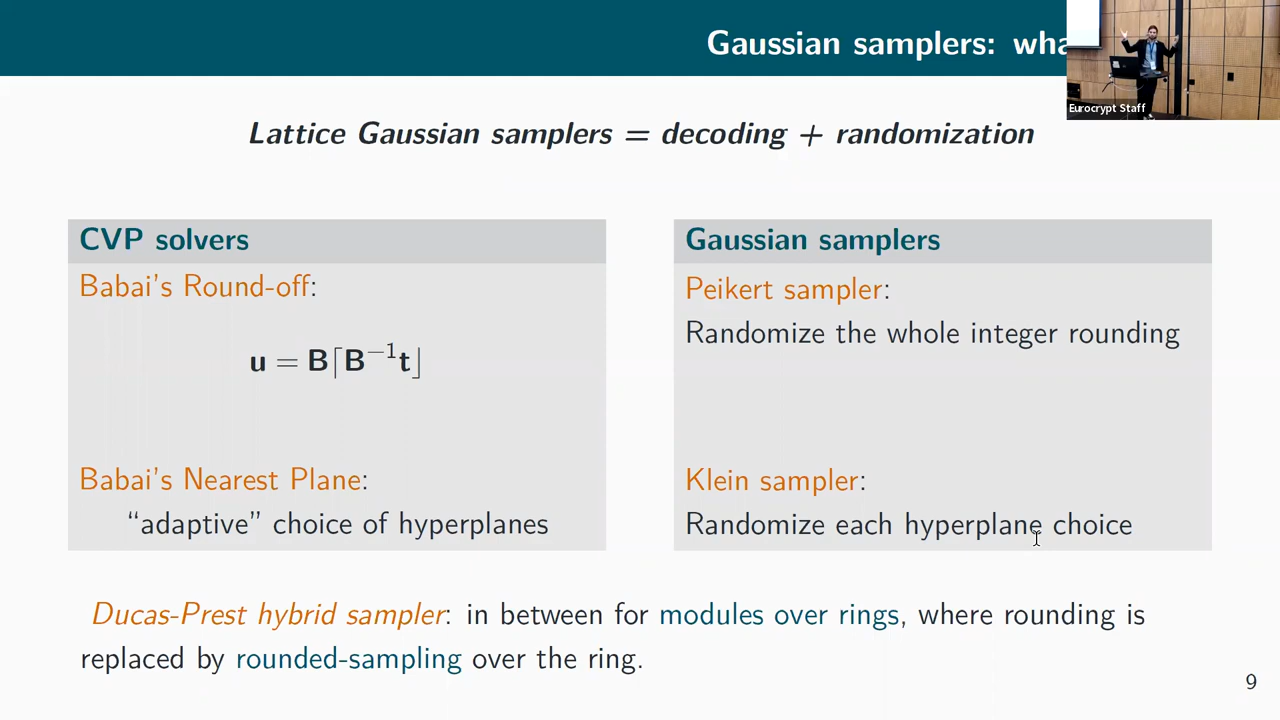 Gaussian samplers: wha
Eurocrypt Staff
Lattice Gaussian samplers = decoding + randomization
CVP solvers
Babai's Round-off:
u = B⌈B⁻¹t⌋
Babai's Nearest Plane:
“adaptive” choice of hyperplanes
Gaussian samplers
Peikert sampler:
Randomize the whole integer rounding
Klein sampler:
Randomize each hyperplane choice
Ducas-Prest hybrid sampler: in between for modules over rings, where rounding is
replaced by rounded-sampling over the ring.
9